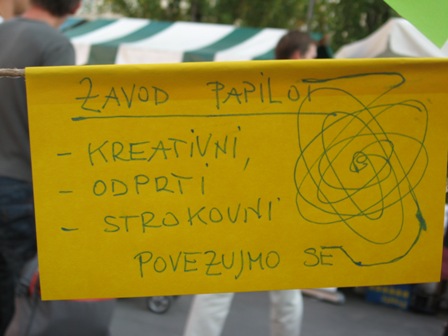 ZAVOD PAPILOT
- KREATIVNI,
- ODPRTI
- STROKOVNI
POVEZUJMO SE